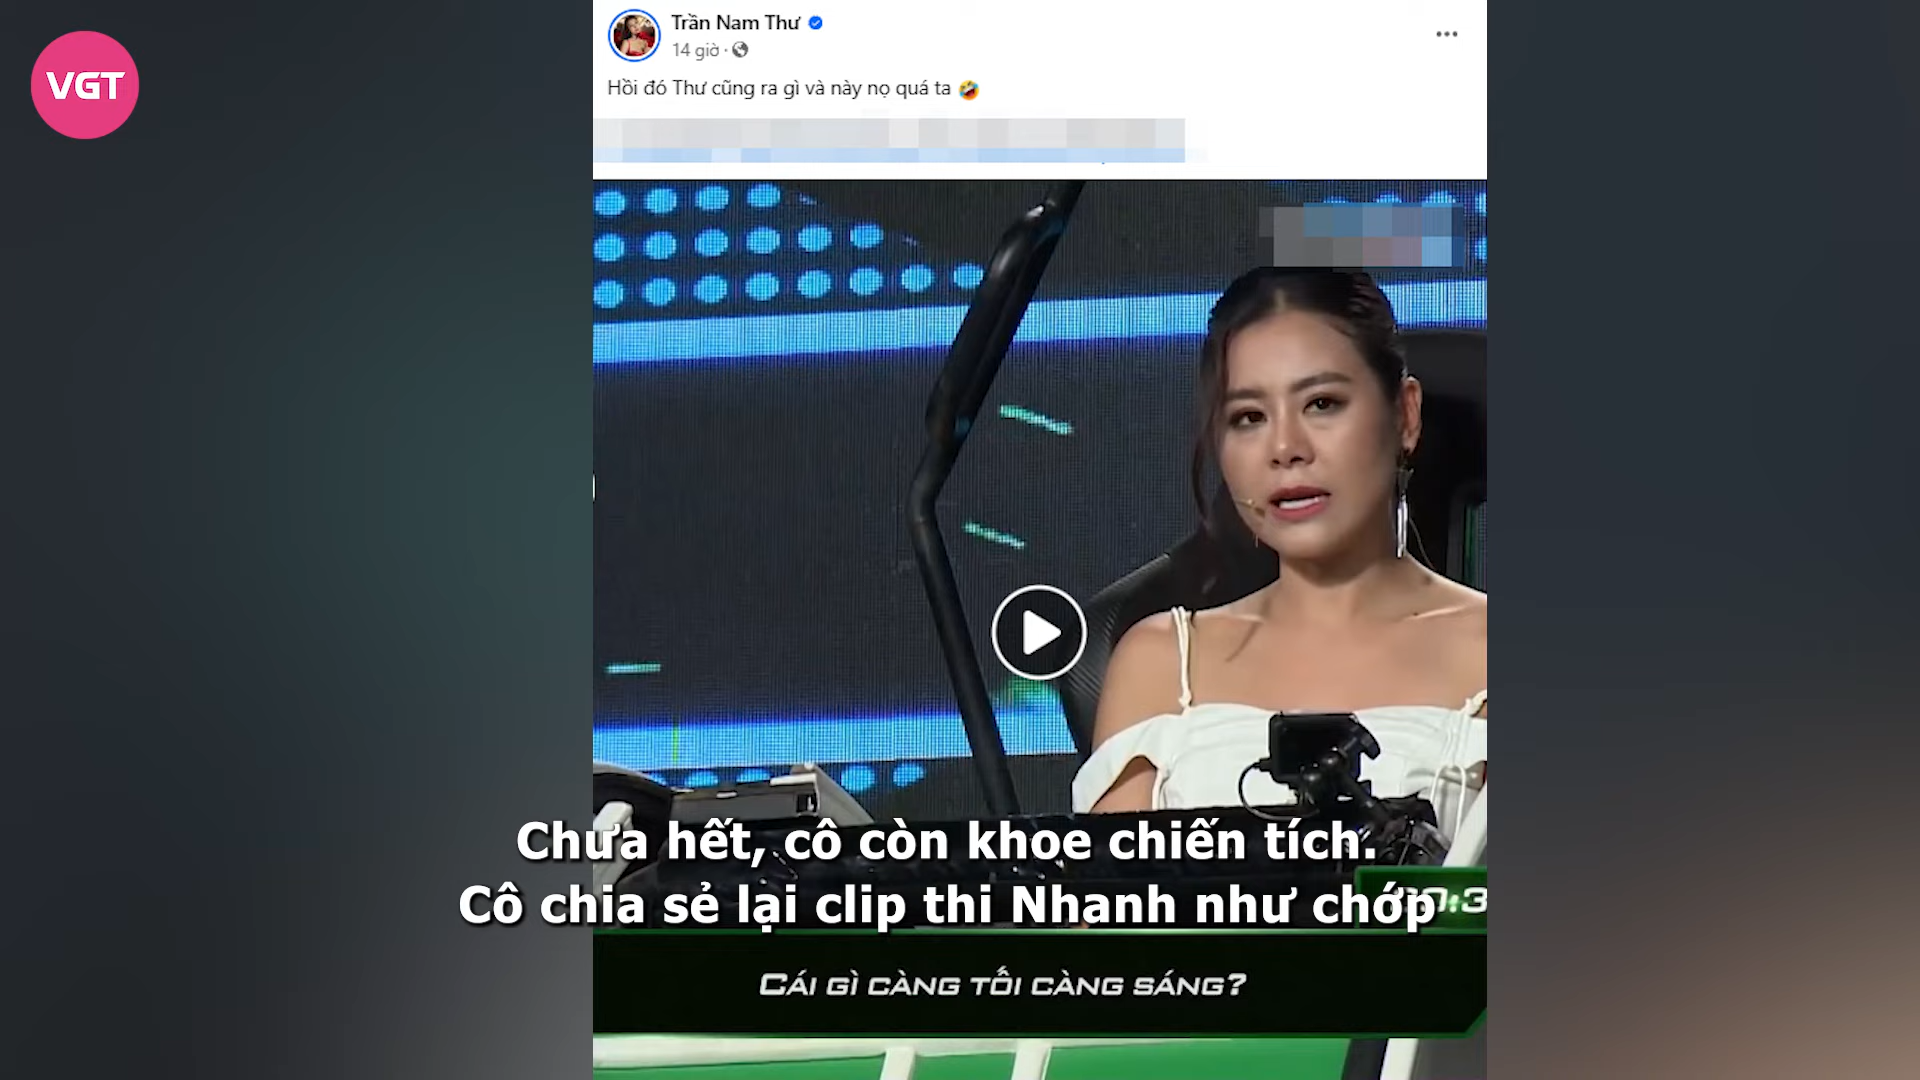 VGT
Trần Nam Thư
14 giờ ·
Hồi đó Thư cũng ra gì và này nọ quá ta 🤣
Chưa hết, cô còn khoe chiến tích.
Cô chia sẻ lại clip thi Nhanh như chớp
CÁI GÌ CÀNG TỐI CÀNG SÁNG?